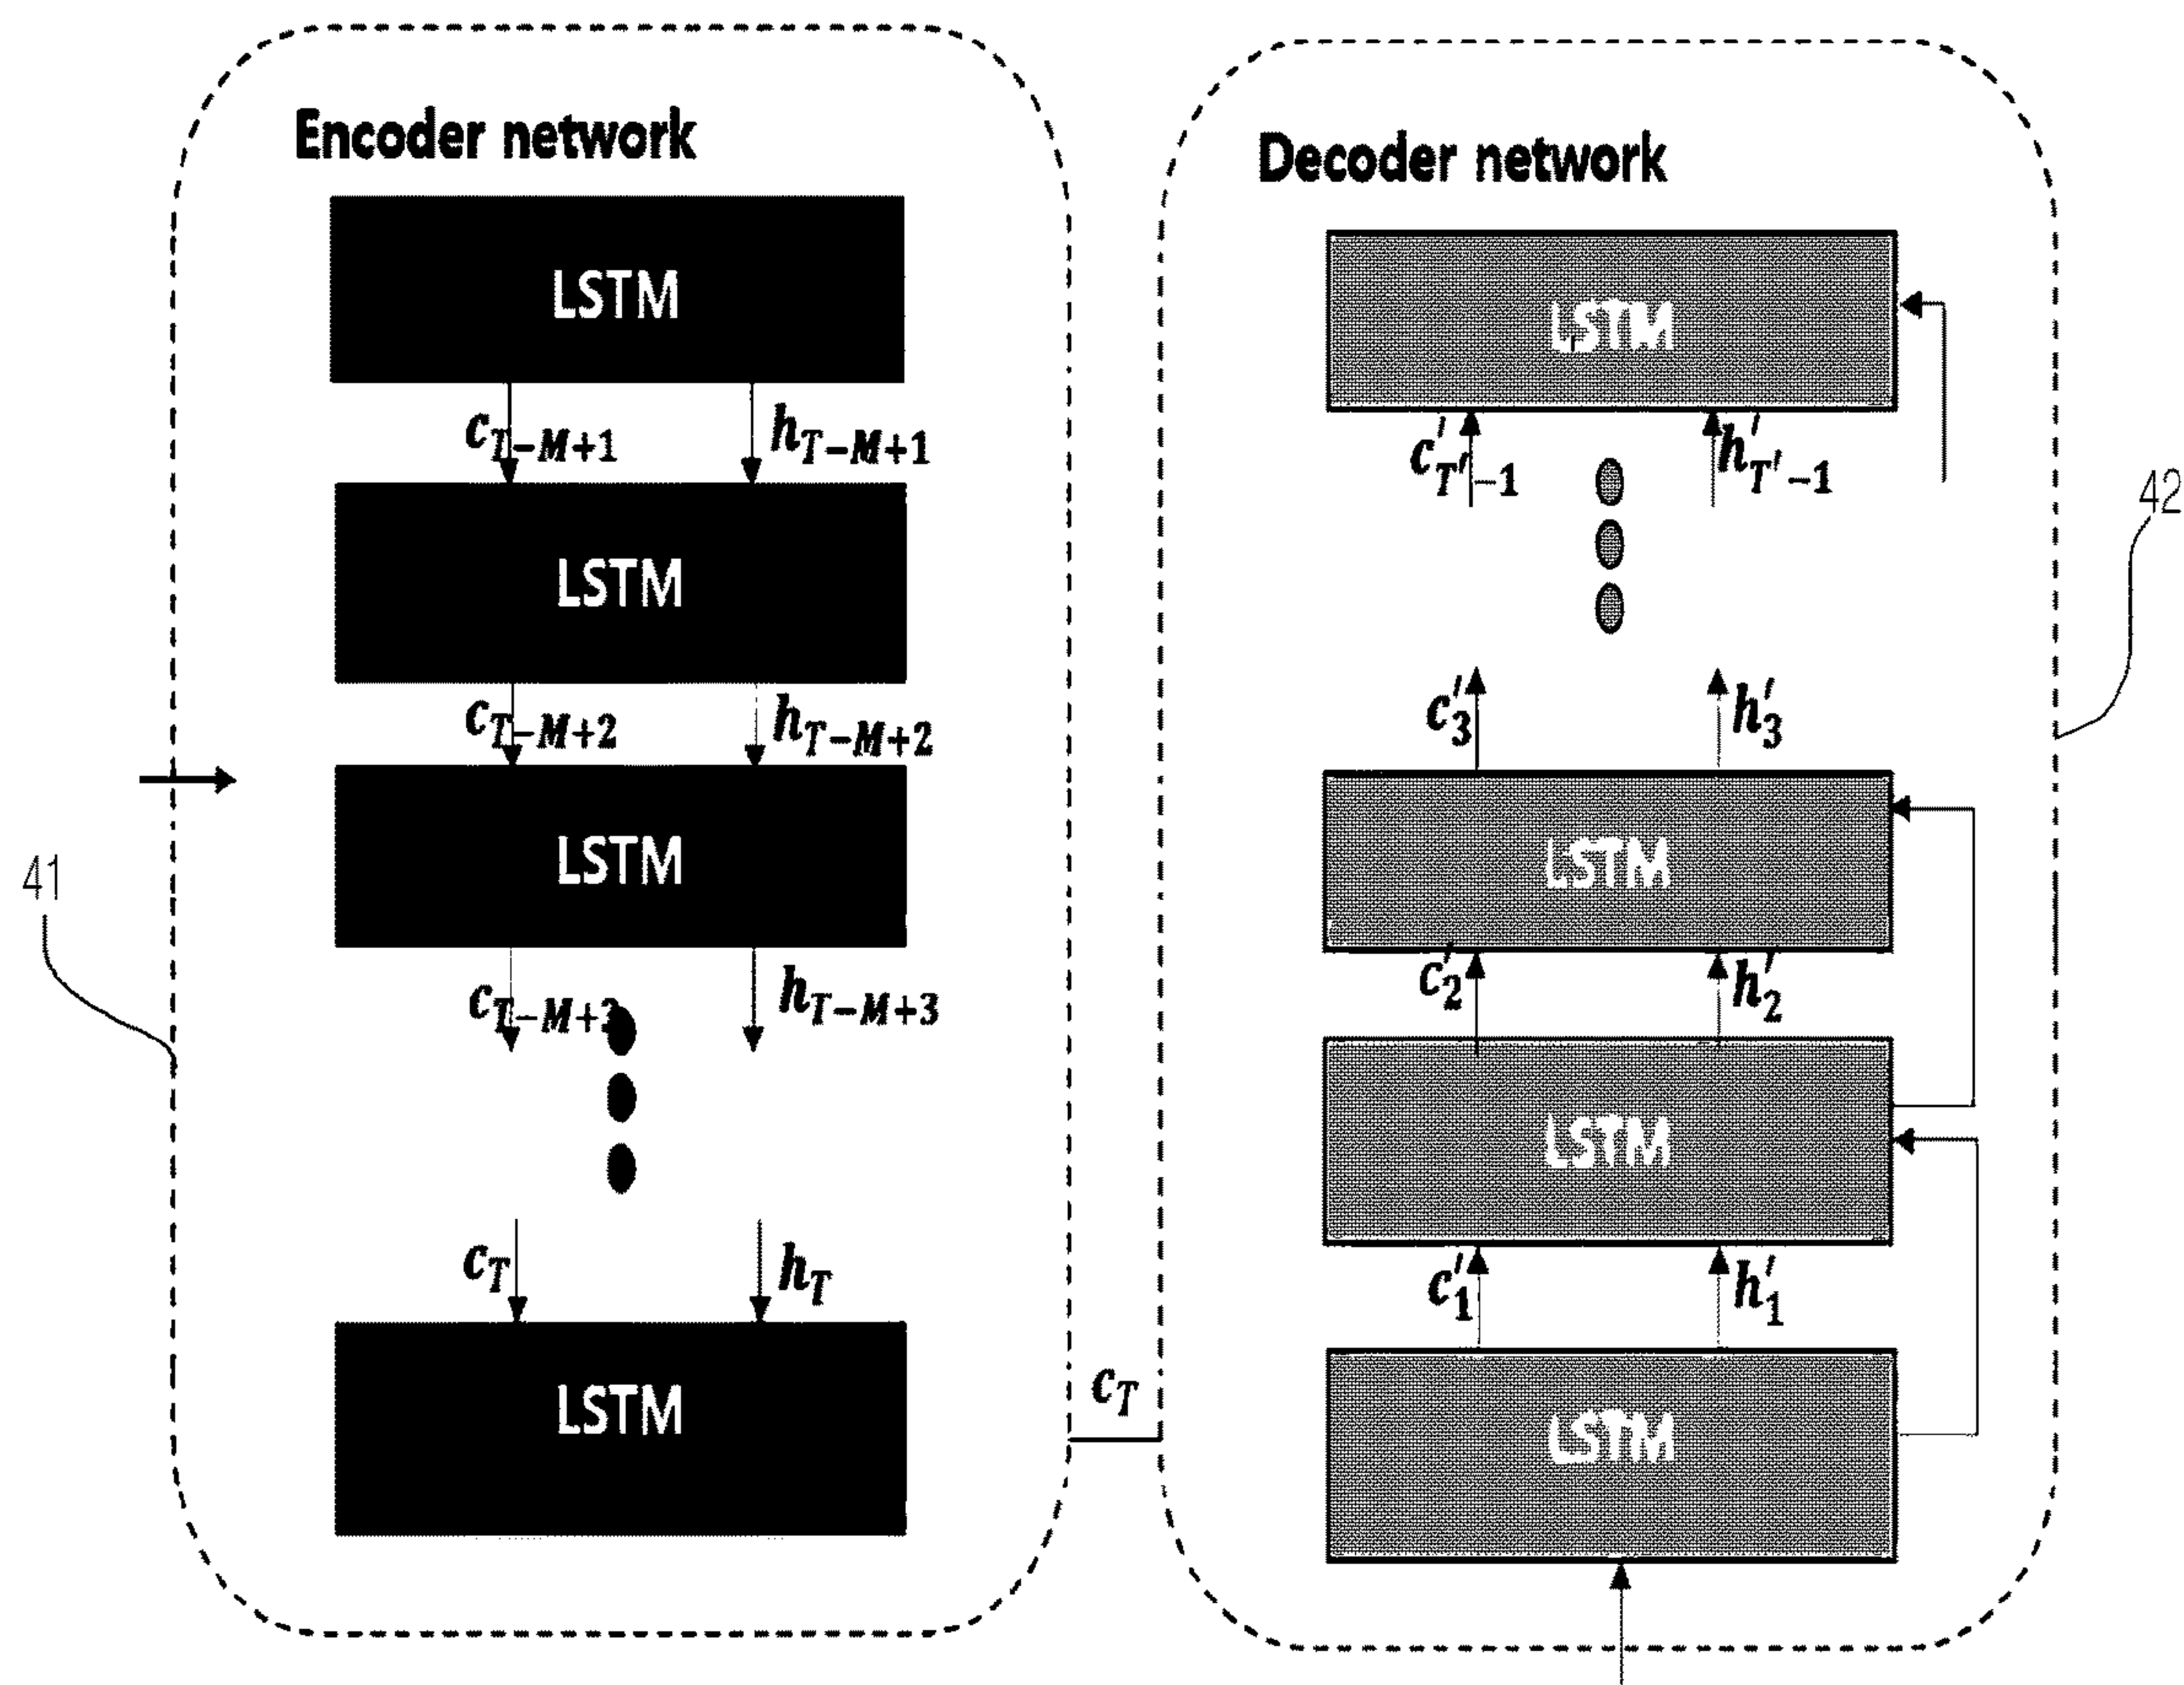 Encoder network
LSTM
c_{T-M+1} h_{T-M+1}
LSTM
c_{T-M+2} h_{T-M+2}
LSTM
c_{T-M+3} h_{T-M+3}
c_T h_T
LSTM
41
c_T
Decoder network
LSTM
c'_{T'-1} h'_{T'-1}
c'_3 h'_3
LSTM
c'_2 h'_2
LSTM
c'_1 h'_1
LSTM
42